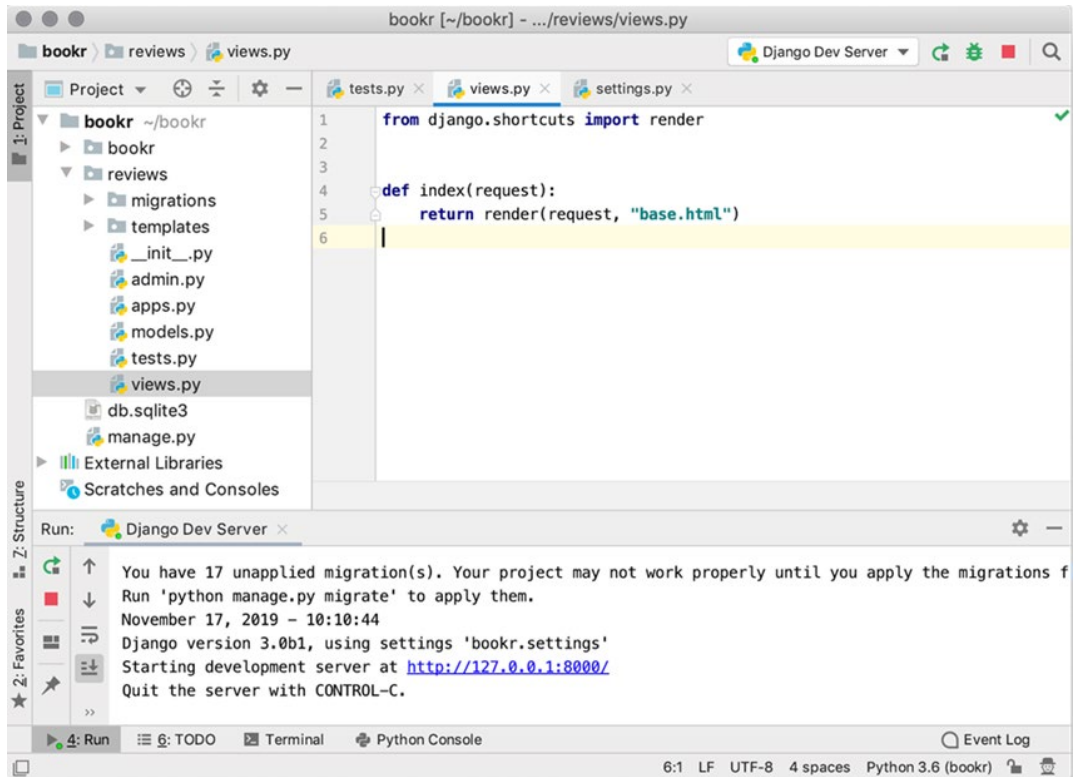 bookr [~/bookr] - .../reviews/views.py
bookr reviews views.py
Django Dev Server
1: Project
Project
tests.py views.py settings.py
bookr ~/bookr
bookr
reviews
migrations
templates
__init__.py
admin.py
apps.py
models.py
tests.py
views.py
db.sqlite3
manage.py
External Libraries
Scratches and Consoles
1 from django.shortcuts import render
2
3
4 def index(request):
5 return render(request, "base.html")
6
Z: Structure
2: Favorites
Run: Django Dev Server
You have 17 unapplied migration(s). Your project may not work properly until you apply the migrations f
Run 'python manage.py migrate' to apply them.
November 17, 2019 - 10:10:44
Django version 3.0b1, using settings 'bookr.settings'
Starting development server at http://127.0.0.1:8000/
Quit the server with CONTROL-C.
>>
4: Run 6: TODO Terminal Python Console Event Log
6:1 LF UTF-8 4 spaces Python 3.6 (bookr)